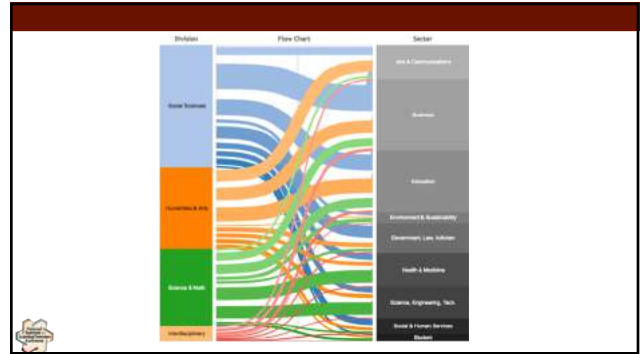 Division Flow Chart Sector
Social Sciences
Humanities & Arts
Science & Math
Interdisciplinary
Arts & Communications
Business
Education
Environment & Sustainability
Government, Law, Activism
Health & Medicine
Science, Engineering, Tech.
Social & Human Services
Student